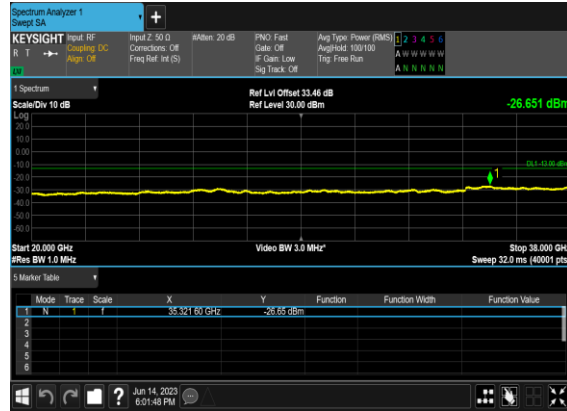 Spectrum Analyzer 1
Swept SA
+
KEYSIGHT Input: RF Input Z: 50 Ω #Atten: 20 dB PNO: Fast Avg Type: Power (RMS) 1 2 3 4 5 6
R T Coupling: DC Corrections: Off Gate: Off Avg|Hold: 100/100 A W W W W W
Align: Off Freq Ref: Int (S) IF Gain: Low Trig: Free Run
Sig Track: Off A N N N N N
1 Spectrum
Ref Lvl Offset 33.46 dB
Scale/Div 10 dB Ref Level 30.00 dBm -26.651 dBm
Log
20.0
10.0
0.00
-10.0
DL1 -13.00 dBm
1
-20.0
-30.0
-40.0
-50.0
-60.0
Start 20.000 GHz Video BW 3.0 MHz* Stop 38.000 GHz
#Res BW 1.0 MHz Sweep 32.0 ms (40001 pts)
5 Marker Table
Mode Trace Scale X Y Function Function Width Function Value
1 N 1 f 35.321 60 GHz -26.65 dBm
2
3
4
5
6
? Jun 14, 2023
6:01:48 PM